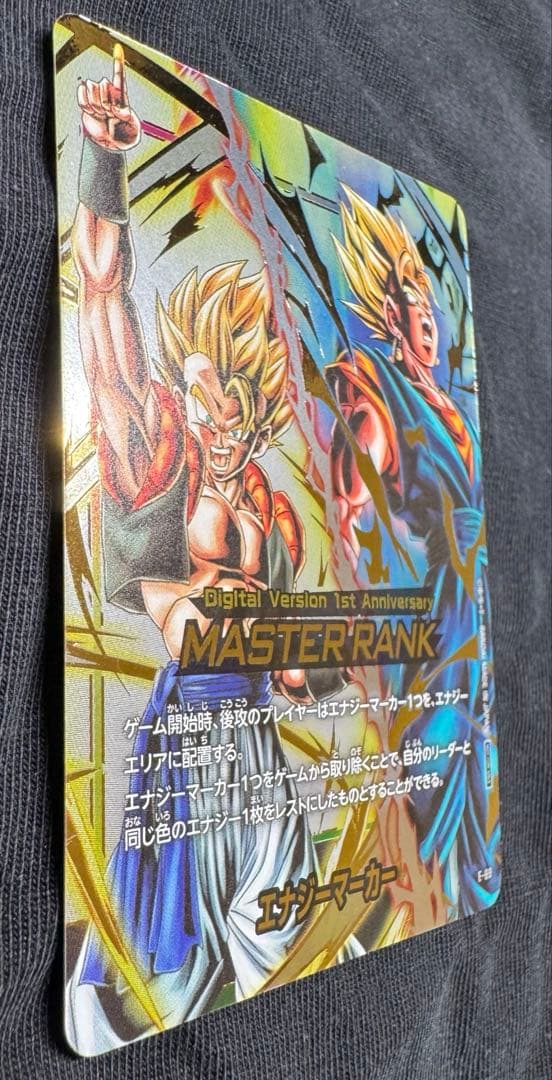 Digital Version 1st Anniversary
MASTER RANK
ゲーム開始時、後攻のプレイヤーはエナジーマーカー1つを、エナジー
エリアに配置する。
エナジーマーカー1つをゲームから取り除くことで、自分のリーダーと
同じ色のエナジー1枚をレストにしたものとすることができる。
エナジーマーカー